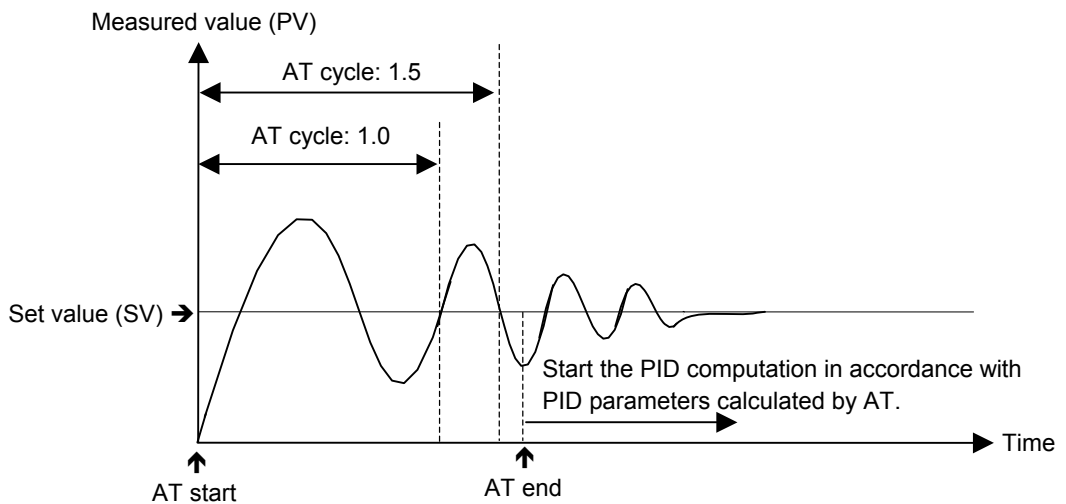 Measured value (PV)
AT cycle: 1.5
AT cycle: 1.0
Set value (SV)
Start the PID computation in accordance with
PID parameters calculated by AT.
Time
AT start
AT end